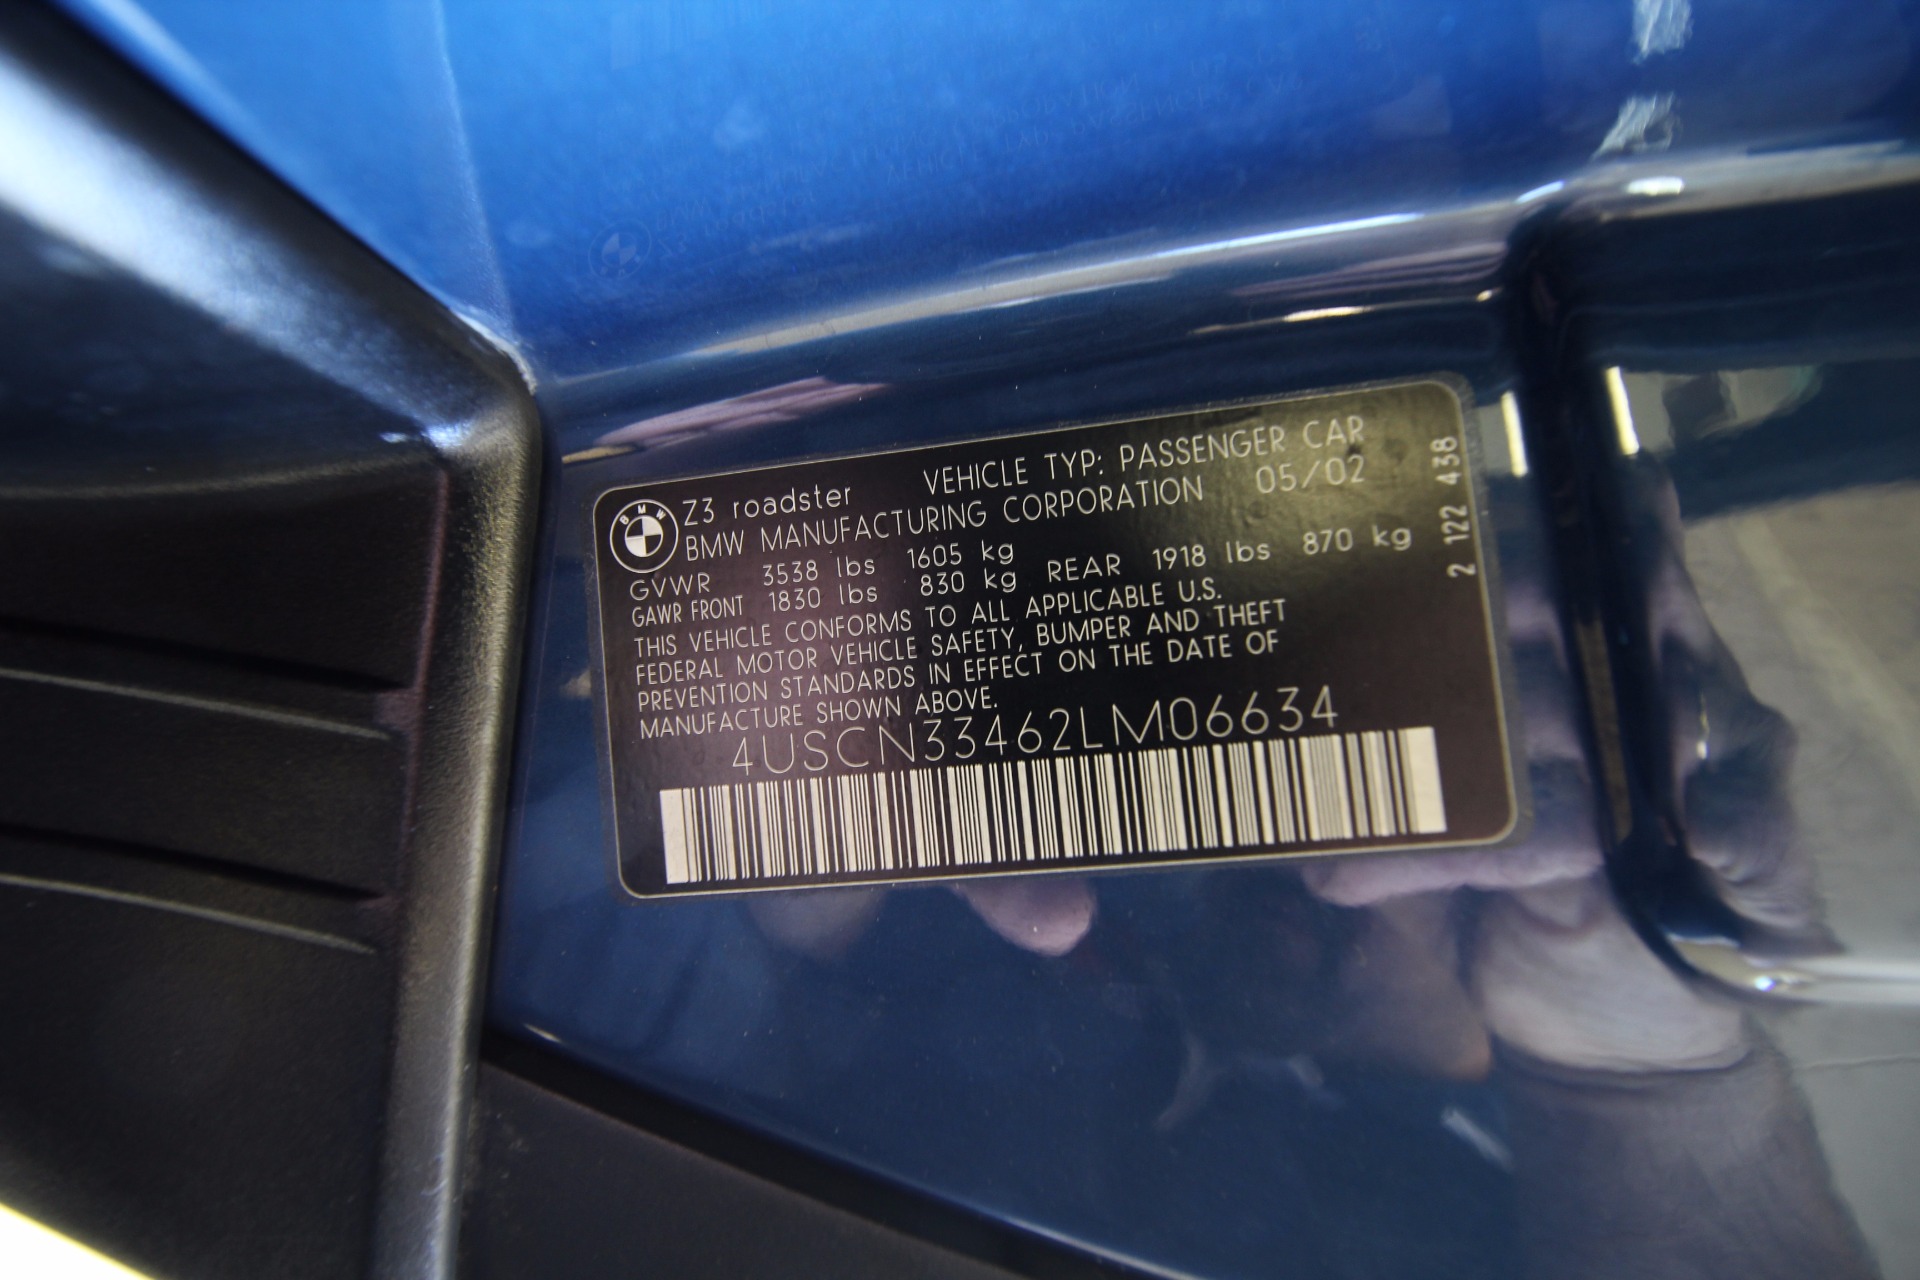 BMW
Z3 roadster VEHICLE TYP: PASSENGER CAR
BMW MANUFACTURING CORPORATION 05/02
GVWR 3538 lbs 1605 kg
GAWR FRONT 1830 lbs 830 kg REAR 1918 lbs 870 kg
THIS VEHICLE CONFORMS TO ALL APPLICABLE U.S.
FEDERAL MOTOR VEHICLE SAFETY, BUMPER AND THEFT
PREVENTION STANDARDS IN EFFECT ON THE DATE OF
MANUFACTURE SHOWN ABOVE.
4USCN33462LM06634
2 122 438